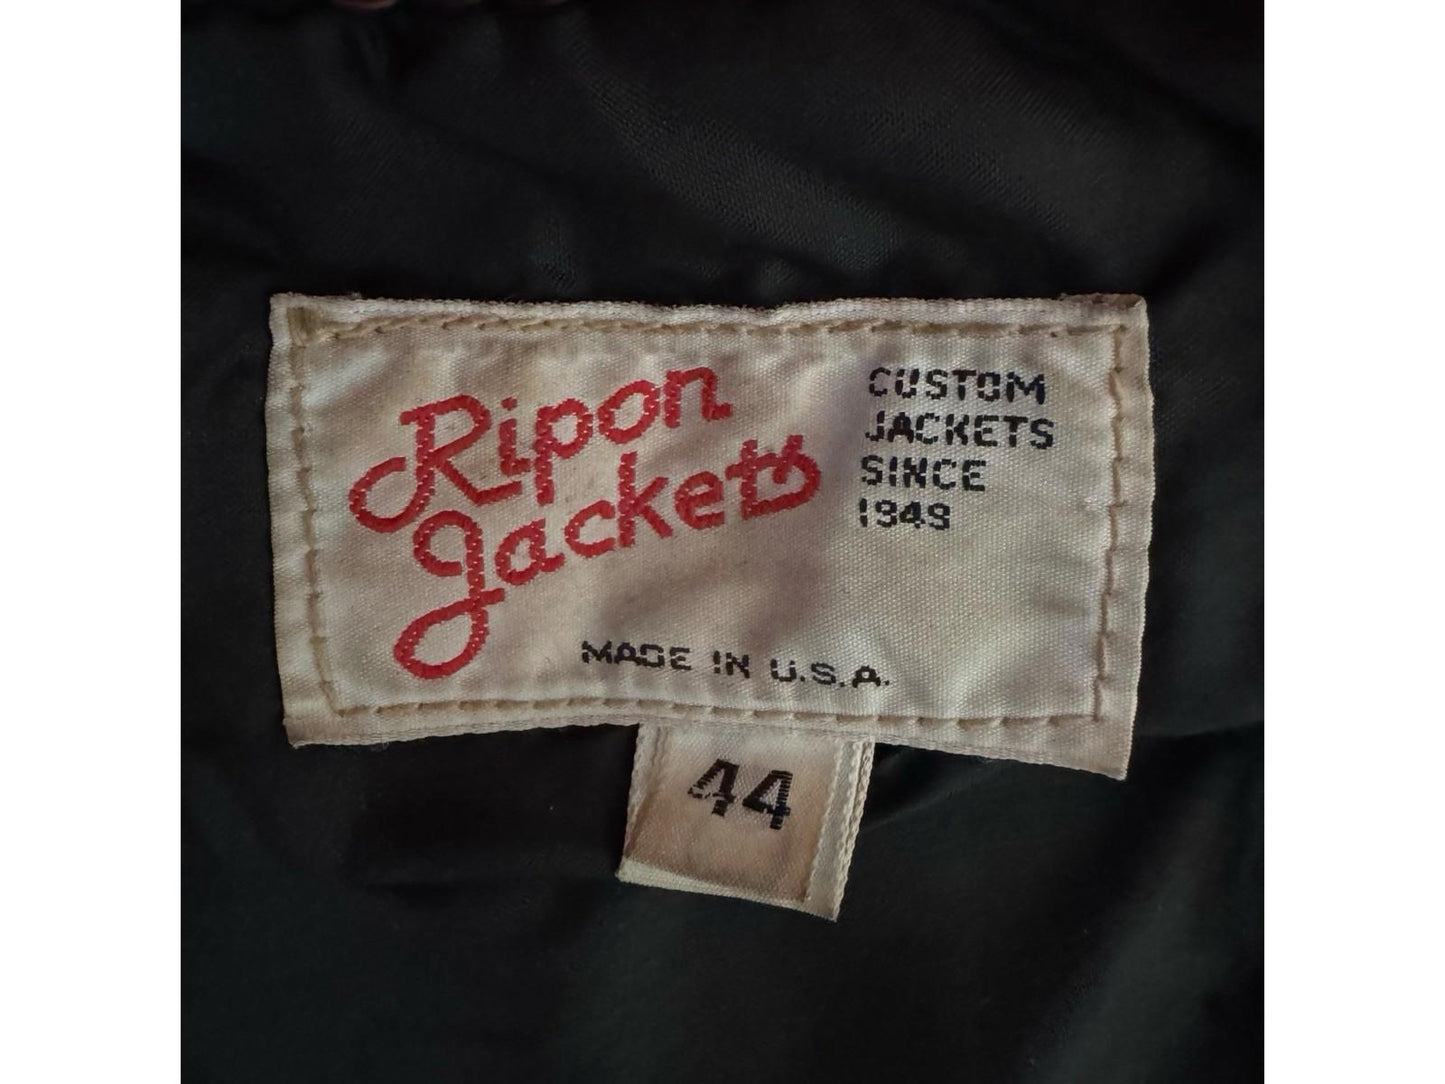 Ripon
Jackets
CUSTOM
JACKETS
SINCE
1949
MADE IN U.S.A.
44